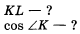 KL — ?
cos ∠K — ?